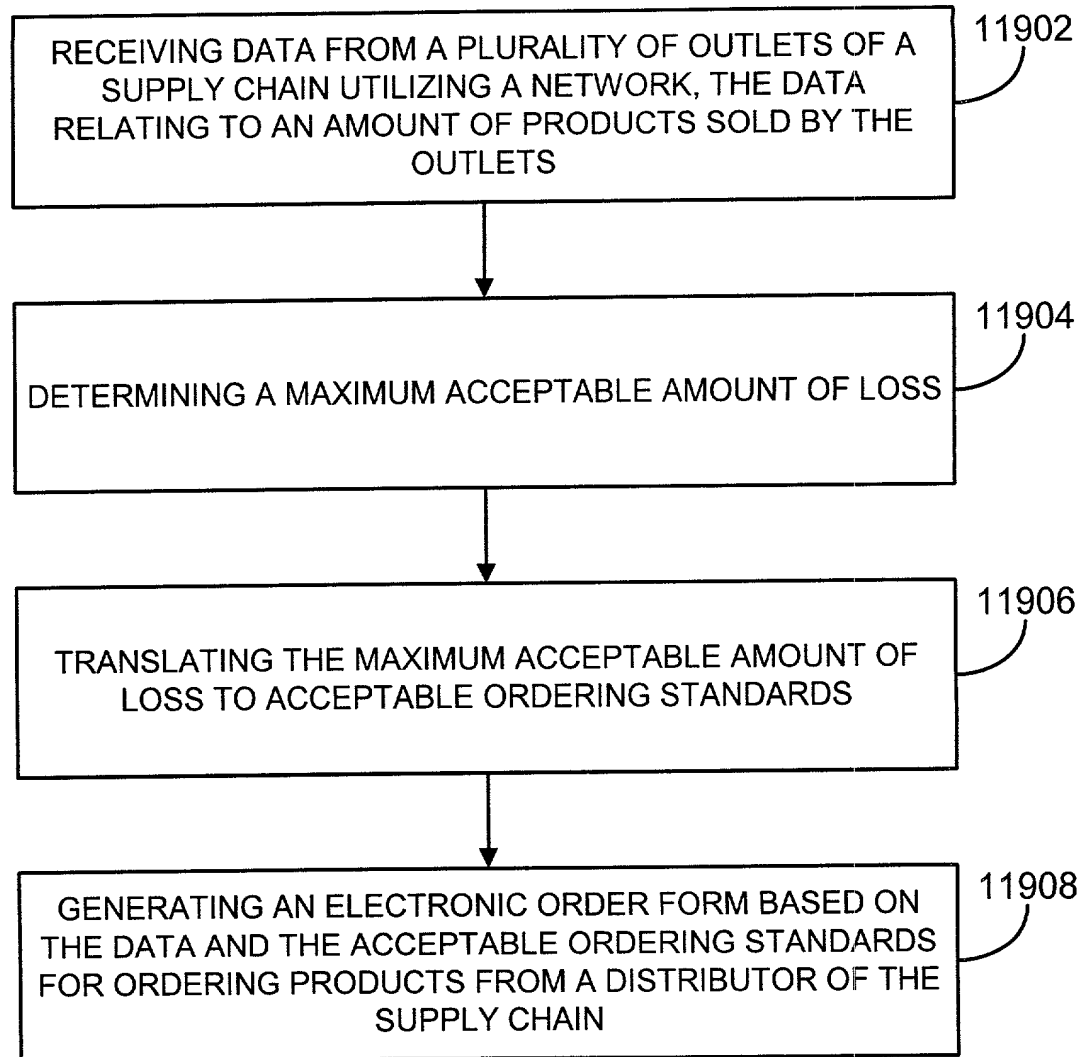 RECEIVING DATA FROM A PLURALITY OF OUTLETS OF A
SUPPLY CHAIN UTILIZING A NETWORK, THE DATA
RELATING TO AN AMOUNT OF PRODUCTS SOLD BY THE
OUTLETS
11902
DETERMINING A MAXIMUM ACCEPTABLE AMOUNT OF LOSS
11904
TRANSLATING THE MAXIMUM ACCEPTABLE AMOUNT OF
LOSS TO ACCEPTABLE ORDERING STANDARDS
11906
GENERATING AN ELECTRONIC ORDER FORM BASED ON
THE DATA AND THE ACCEPTABLE ORDERING STANDARDS
FOR ORDERING PRODUCTS FROM A DISTRIBUTOR OF THE
SUPPLY CHAIN
11908